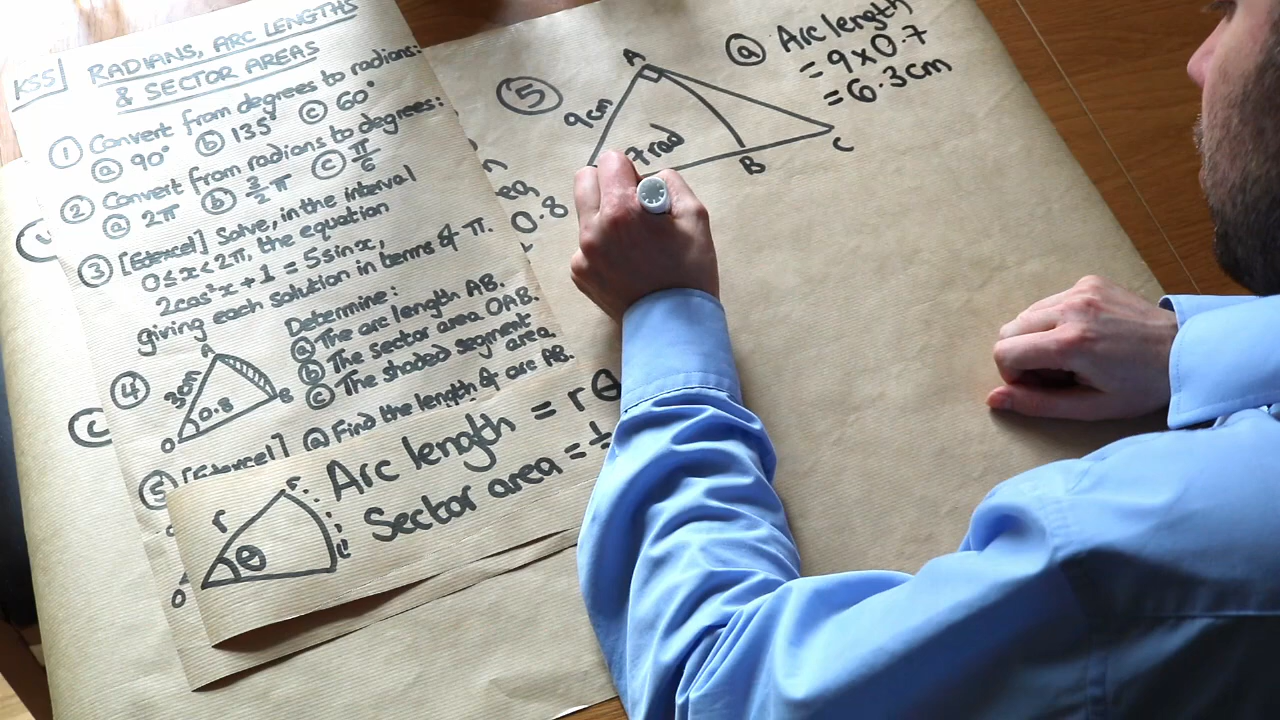 KS5
RADIANS, ARC LENGTHS
& SECTOR AREAS
① Convert from degrees to radians:
ⓐ 90° ⓑ 135° ⓒ 60°
② Convert from radians to degrees:
ⓐ 2π ⓑ 3/2 π ⓒ π/6
③ [Edexcel] Solve, in the interval
0≤x<2π, the equation
2cos²x+1 = 5sinx,
giving each solution in terms of π.
④ Determine:
ⓐ The arc length AB.
ⓑ The sector area OAB.
ⓒ The shaded segment
area.
A
3cm
0.8
O
B
⑤ [Edexcel] ⓐ Find the length of arc AB.
Arc length = rθ
Sector area =
r
θ
O
0.8
⑤
A
9cm
7 rad
B
C
ⓐ Arc length
= 9×0.7
= 6.3cm